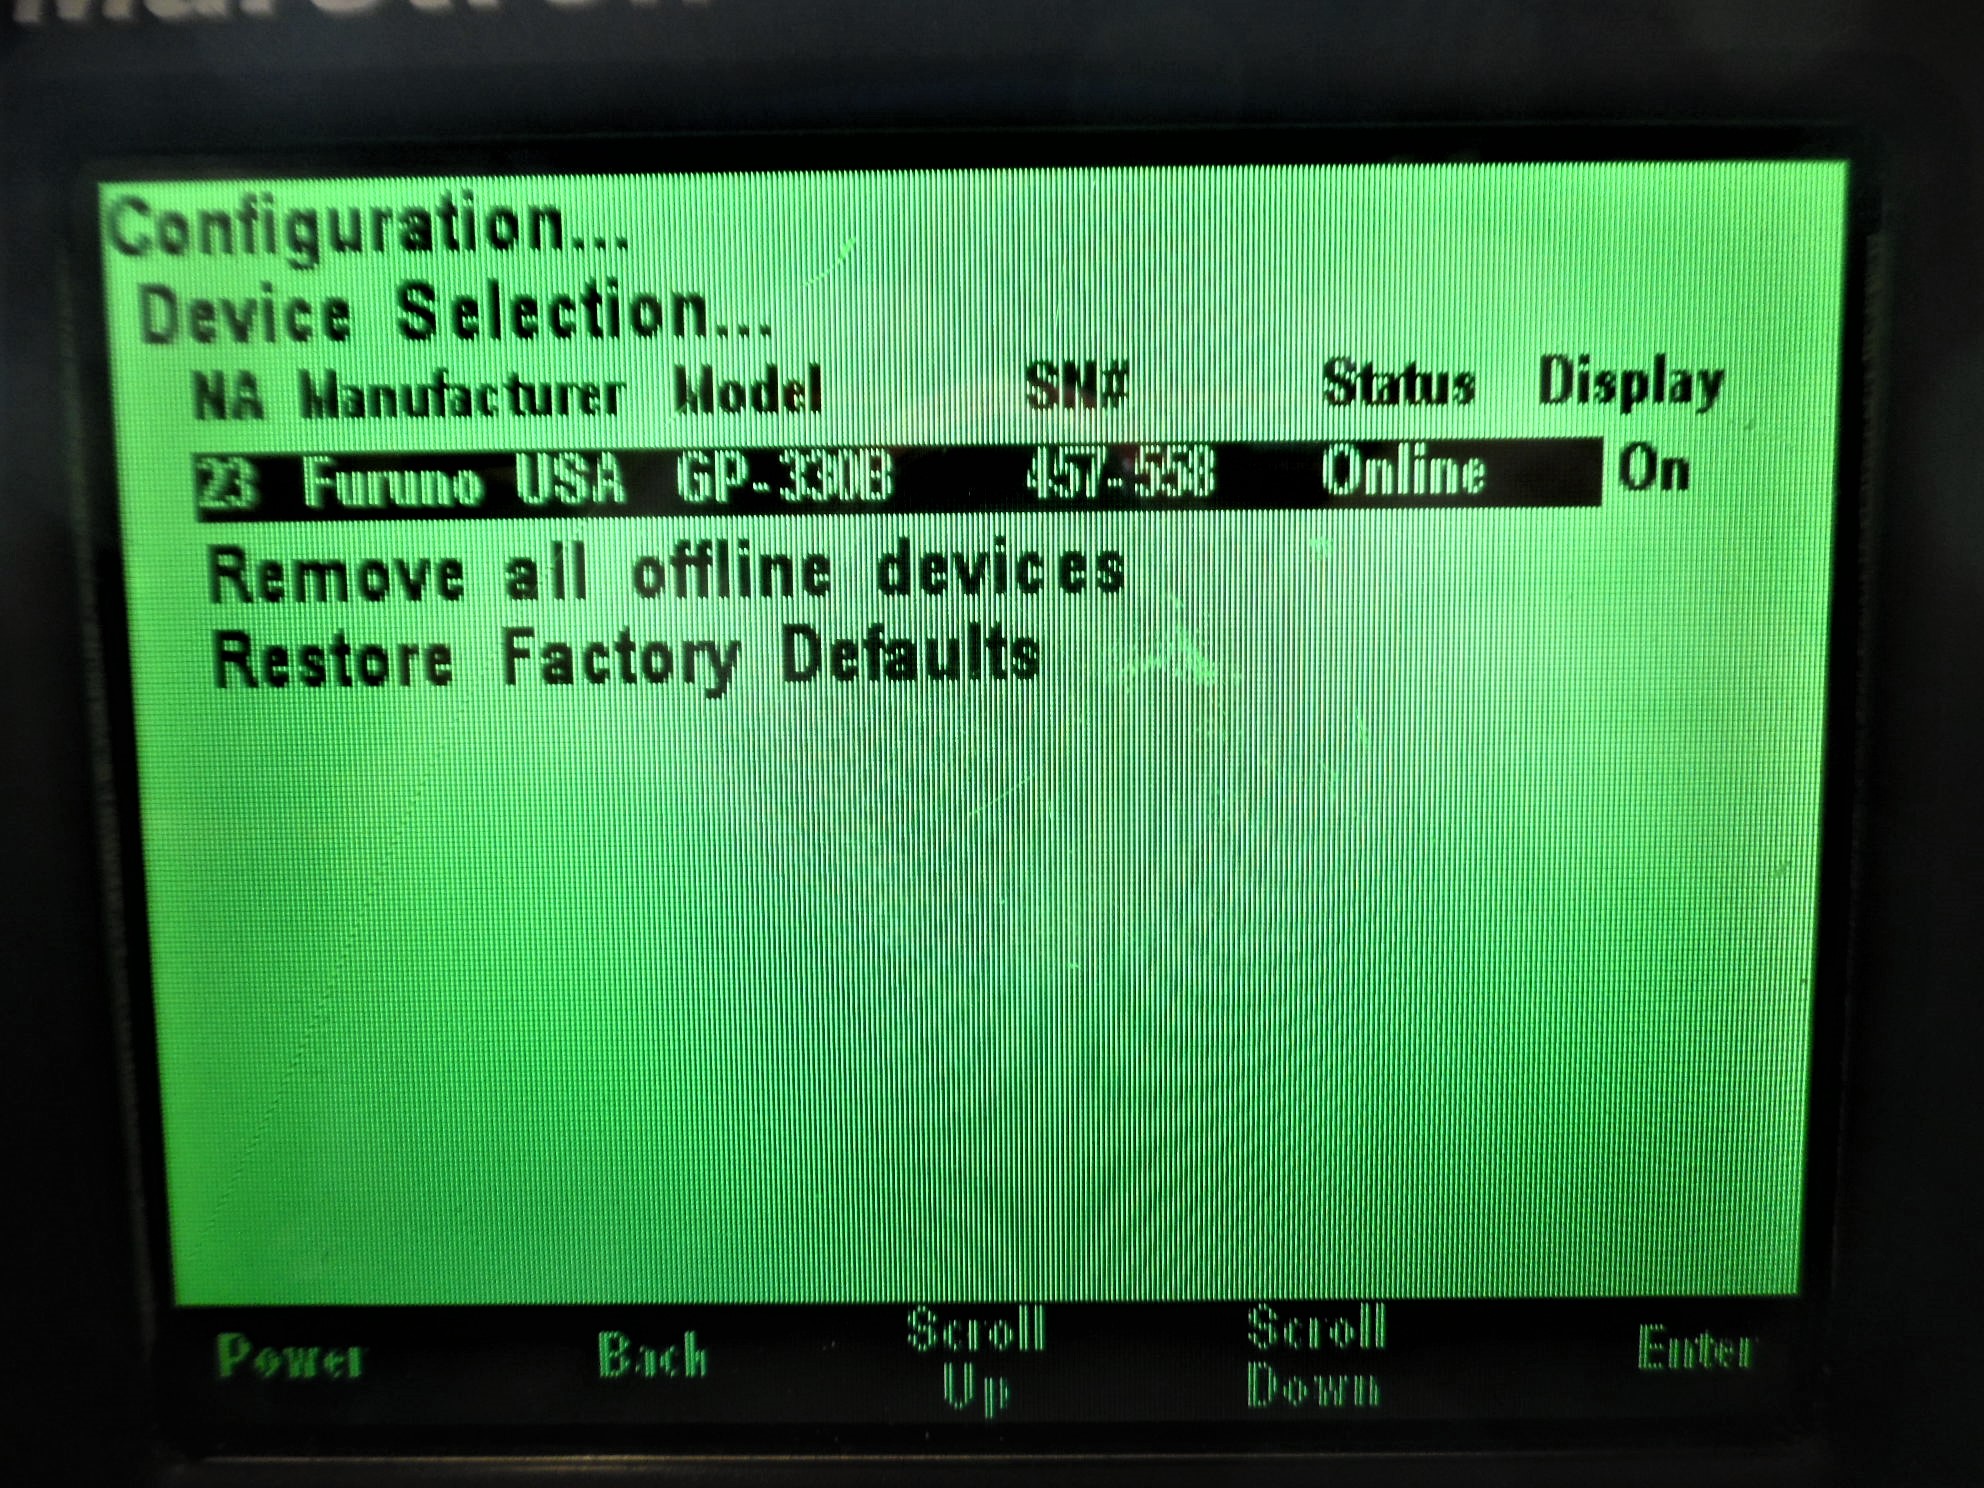 Configuration...
Device Selection...
NA Manufacturer Model SN# Status Display
23 Furuno USA GP-330B 457-558 Online On
Remove all offline devices
Restore Factory Defaults
Power Back Scroll Up Scroll Down Enter